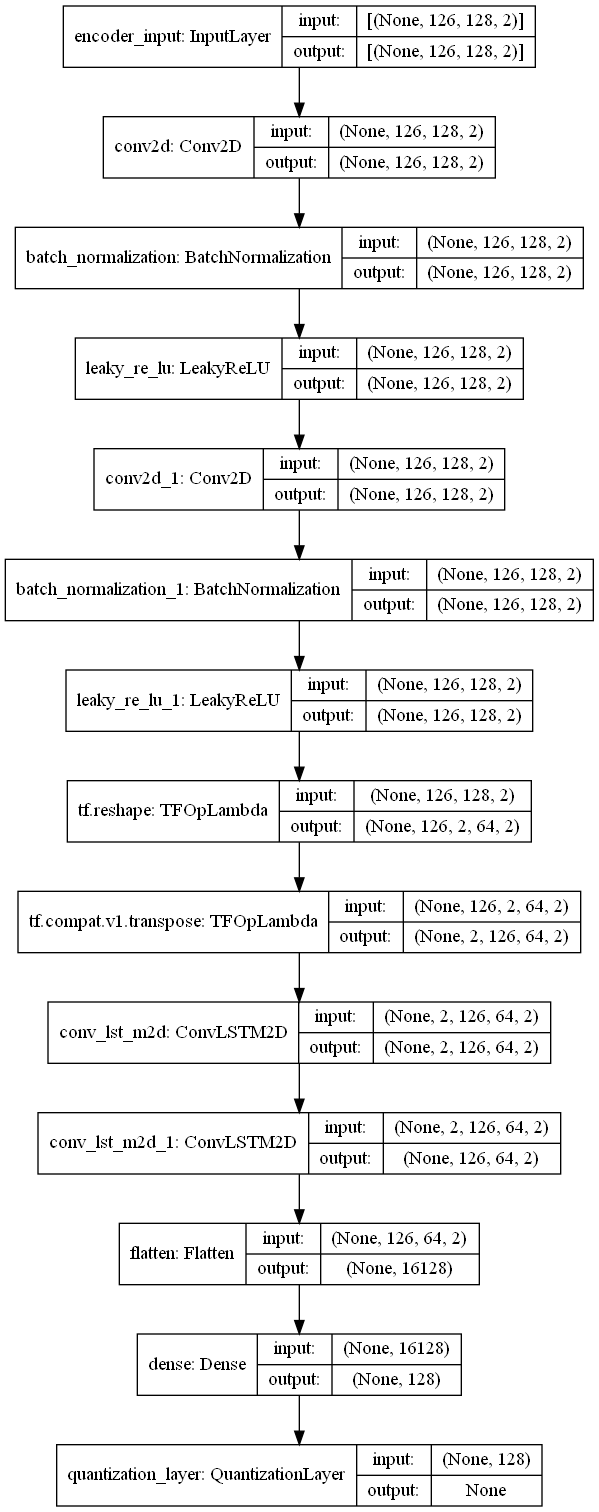 encoder_input: InputLayer
input: [(None, 126, 128, 2)]
output: [(None, 126, 128, 2)]
conv2d: Conv2D
input: (None, 126, 128, 2)
output: (None, 126, 128, 2)
batch_normalization: BatchNormalization
input: (None, 126, 128, 2)
output: (None, 126, 128, 2)
leaky_re_lu: LeakyReLU
input: (None, 126, 128, 2)
output: (None, 126, 128, 2)
conv2d_1: Conv2D
input: (None, 126, 128, 2)
output: (None, 126, 128, 2)
batch_normalization_1: BatchNormalization
input: (None, 126, 128, 2)
output: (None, 126, 128, 2)
leaky_re_lu_1: LeakyReLU
input: (None, 126, 128, 2)
output: (None, 126, 128, 2)
tf.reshape: TFOpLambda
input: (None, 126, 128, 2)
output: (None, 126, 2, 64, 2)
tf.compat.v1.transpose: TFOpLambda
input: (None, 126, 2, 64, 2)
output: (None, 2, 126, 64, 2)
conv_lst_m2d: ConvLSTM2D
input: (None, 2, 126, 64, 2)
output: (None, 2, 126, 64, 2)
conv_lst_m2d_1: ConvLSTM2D
input: (None, 2, 126, 64, 2)
output: (None, 126, 64, 2)
flatten: Flatten
input: (None, 126, 64, 2)
output: (None, 16128)
dense: Dense
input: (None, 16128)
output: (None, 128)
quantization_layer: QuantizationLayer
input: (None, 128)
output: None